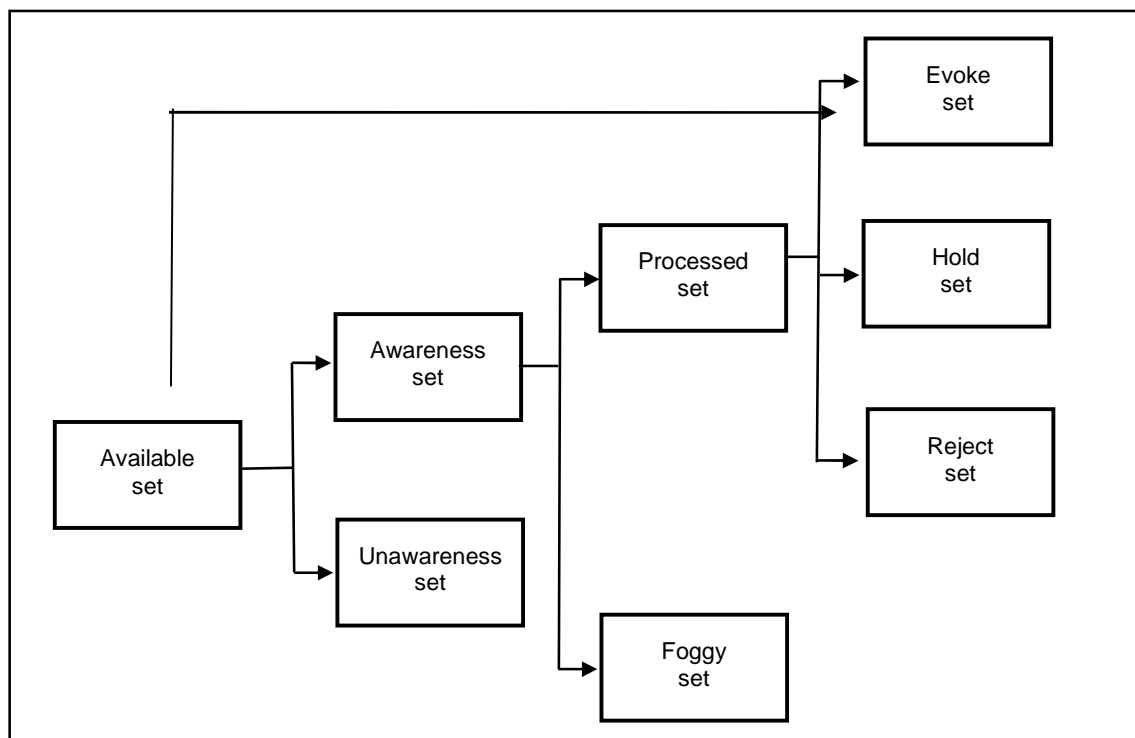 Evoke
set
Hold
set
Processed
set
Awareness
set
Available
set
Reject
set
Unawareness
set
Foggy
set